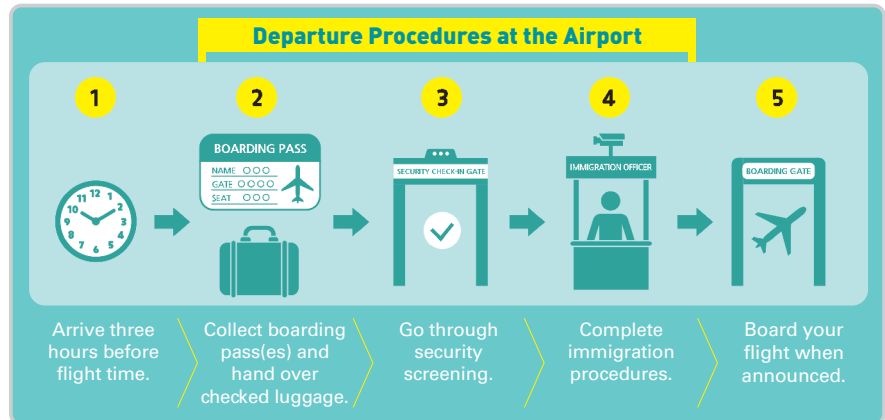 Departure Procedures at the Airport
1
2
3
4
5
12
1
2
3
4
5
6
7
8
9
10
11
BOARDING PASS
NAME OOO
GATE OOOO
SEAT OOO
SECURITY CHECK-IN GATE
IMMIGRATION OFFICER
BOARDING GATE
Arrive three
hours before
flight time.
Collect boarding
pass(es) and
hand over
checked luggage.
Go through
security
screening.
Complete
immigration
procedures.
Board your
flight when
announced.